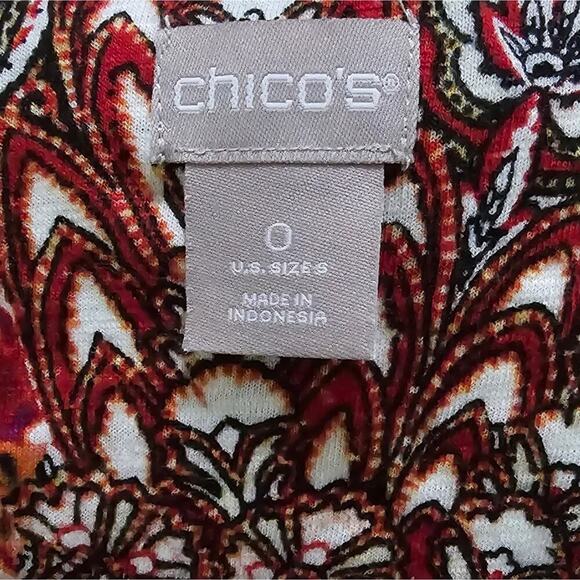 chico's®
0
U.S. SIZE S
MADE IN
INDONESIA